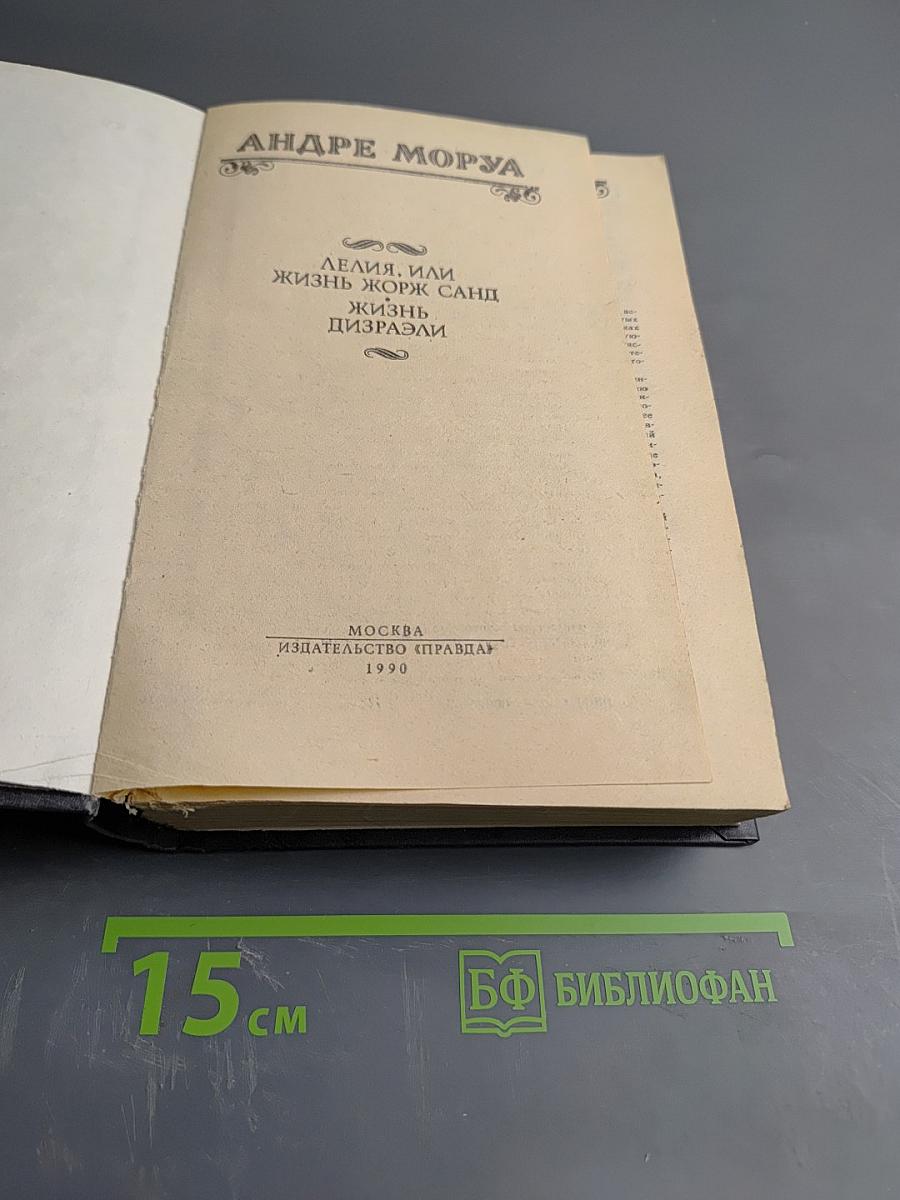 АНДРЕ МОРУА
ЛЕЛИЯ, ИЛИ
ЖИЗНЬ ЖОРЖ САНД
ЖИЗНЬ
ДИЗРАЭЛИ
МОСКВА
ИЗДАТЕЛЬСТВО «ПРАВДА»
1990
15 см
БФ БИБЛИОФАН